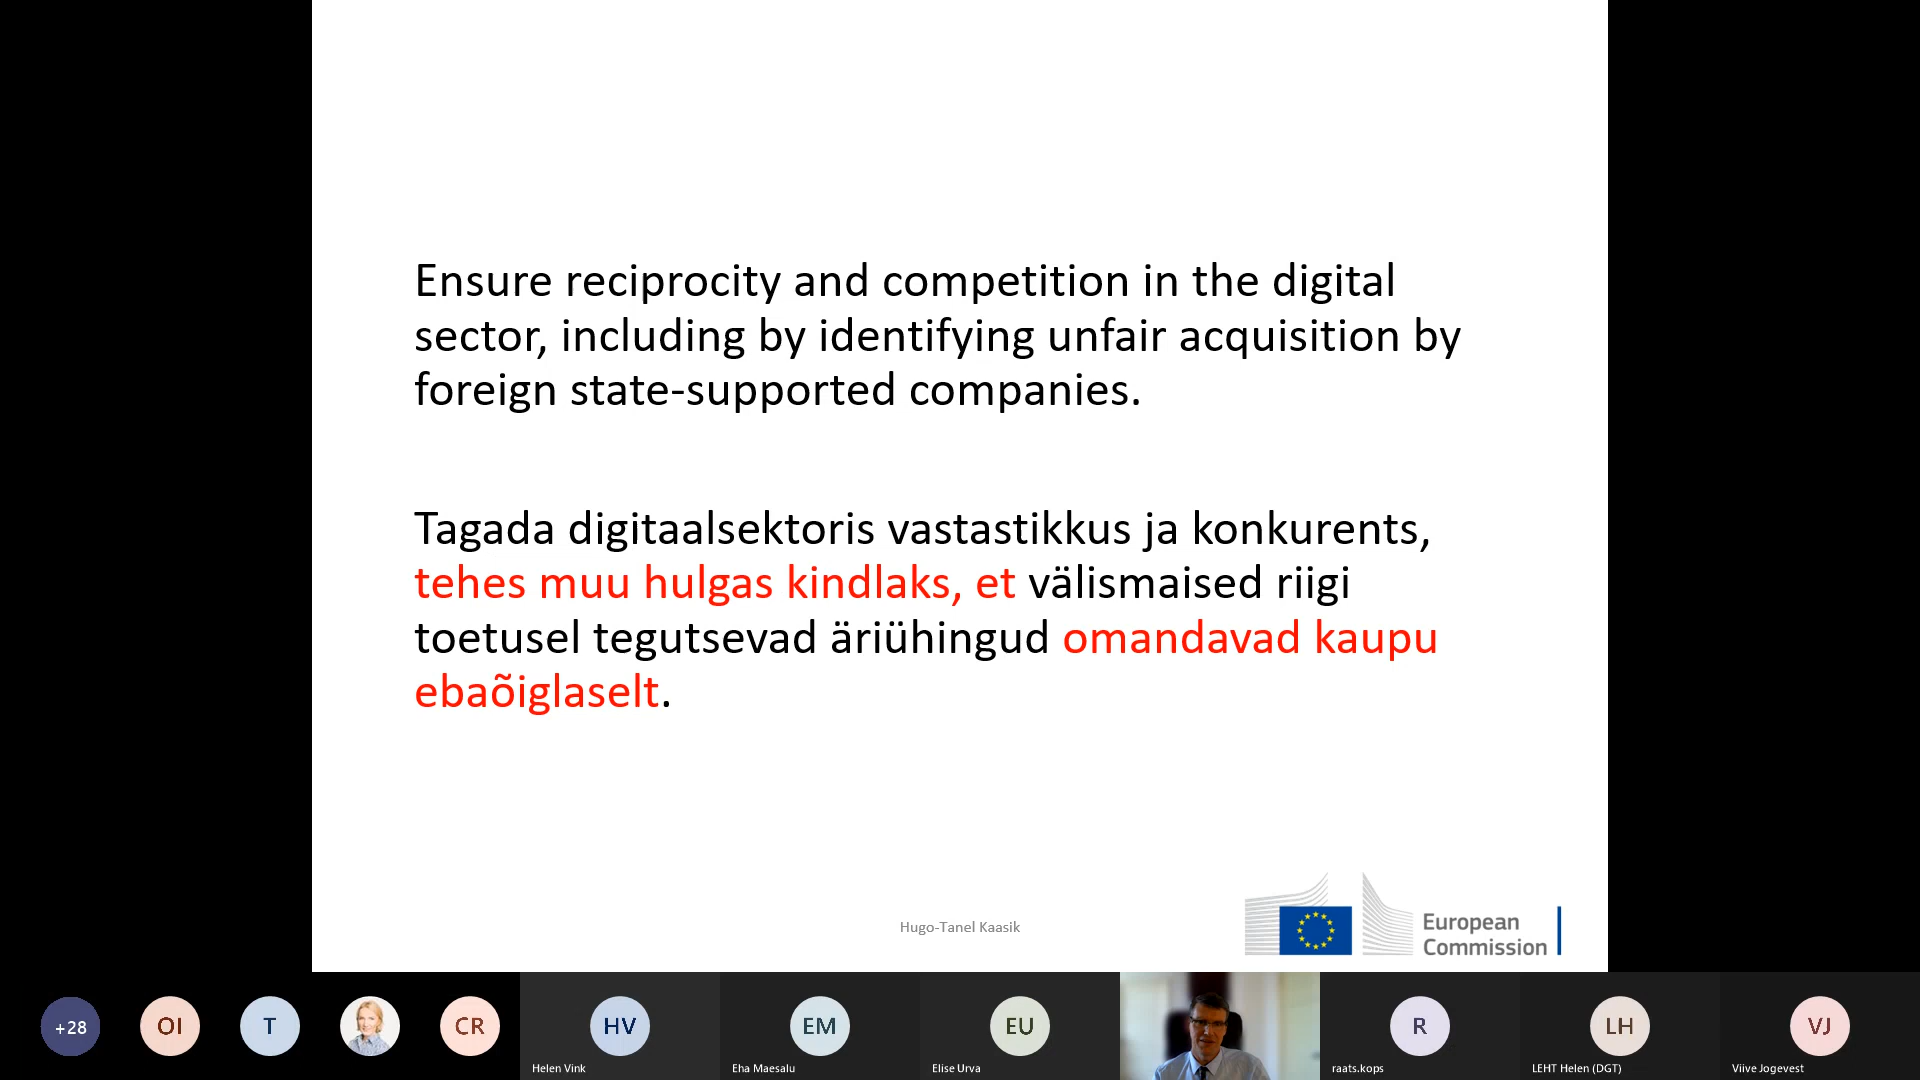 Ensure reciprocity and competition in the digital
sector, including by identifying unfair acquisition by
foreign state-supported companies.
Tagada digitaalsektoris vastastikkus ja konkurents,
tehes muu hulgas kindlaks, et välismaised riigi
toetusel tegutsevad äriühingud omandavad kaupu
ebaõiglaselt.
Hugo-Tanel Kaasik
European
Commission
+28
OI
T
CR
HV
EM
EU
R
LH
VJ
Helen Vink
Eha Maesalu
Elise Urva
raats.kops
LEHT Helen (DGT)
Viive Jogevest